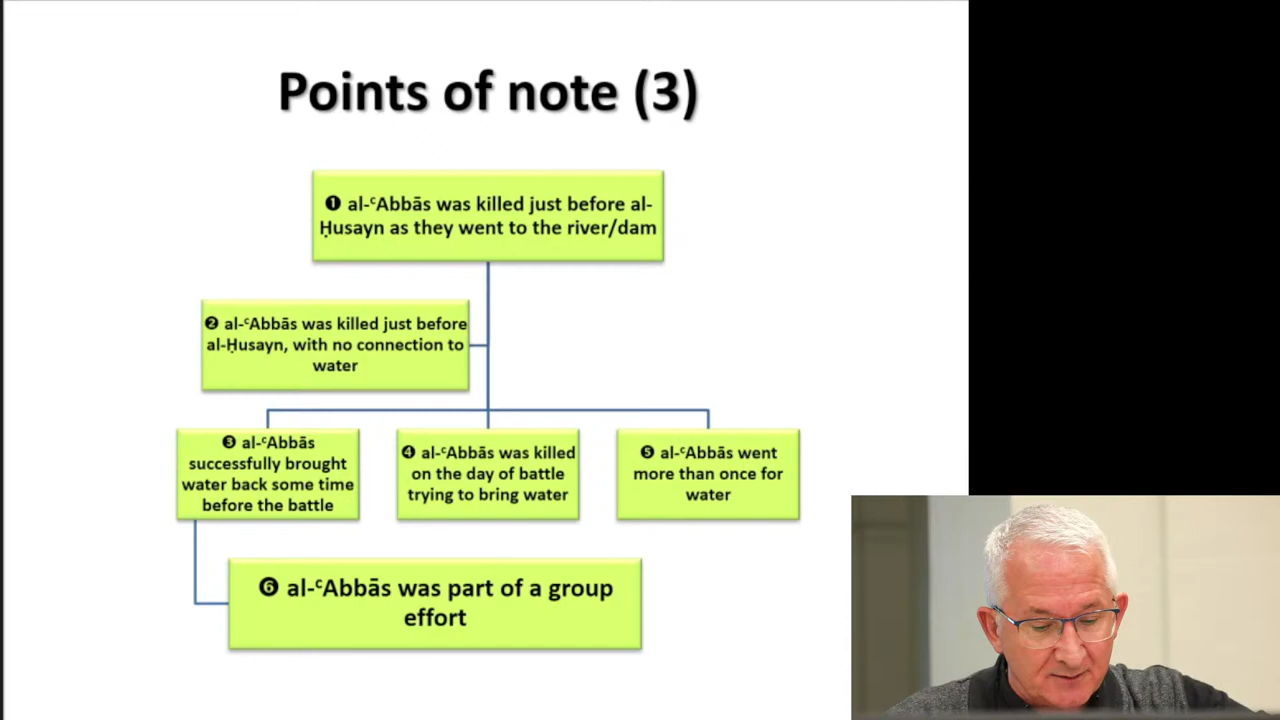 Points of note (3)
❶ al-ᶜAbbās was killed just before al-
Ḥusayn as they went to the river/dam
❷ al-ᶜAbbās was killed just before
al-Ḥusayn, with no connection to
water
❸ al-ᶜAbbās
successfully brought
water back some time
before the battle
❹ al-ᶜAbbās was killed
on the day of battle
trying to bring water
❺ al-ᶜAbbās went
more than once for
water
❻ al-ᶜAbbās was part of a group
effort